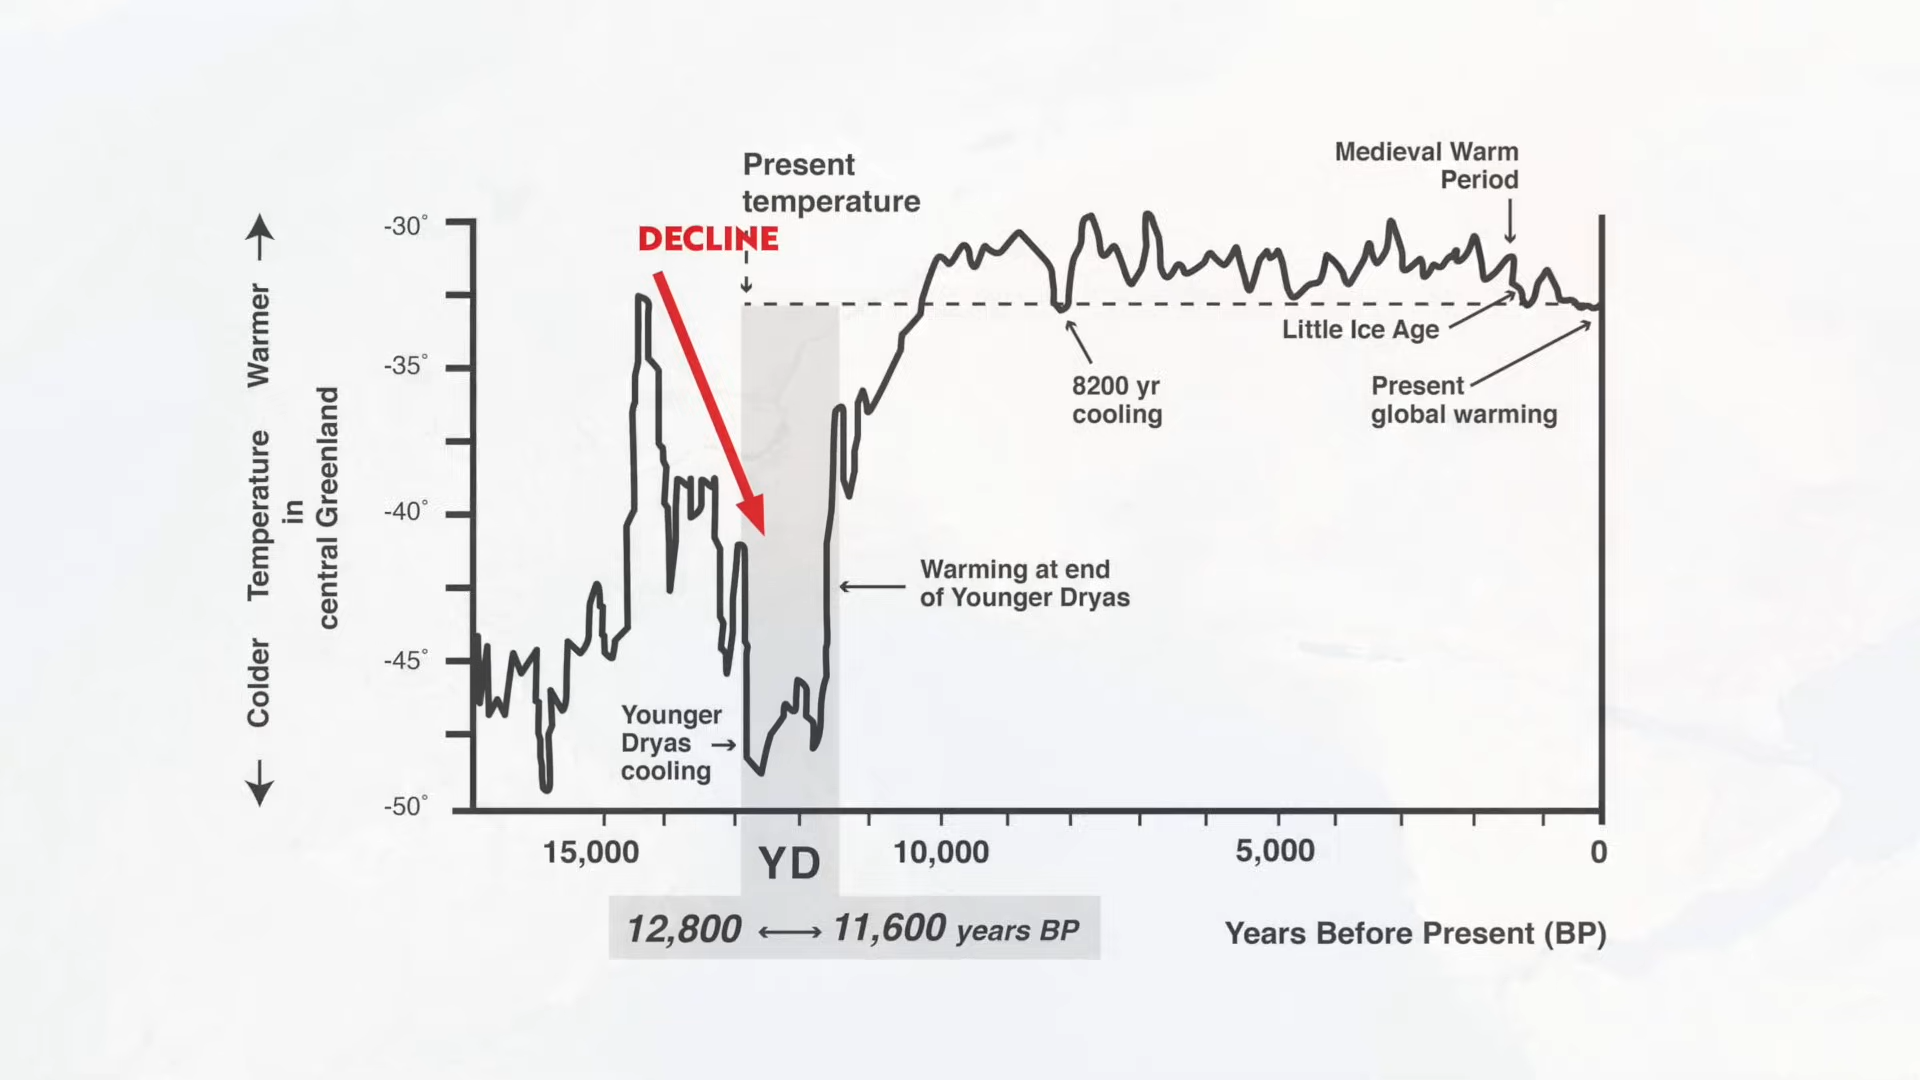 Medieval Warm
Period
Present
temperature
DECLINE
-30°
-35°
-40°
-45°
-50°
Colder Temperature Warmer
in
central Greenland
Little Ice Age
8200 yr
cooling
Present
global warming
Warming at end
of Younger Dryas
Younger
Dryas
cooling
15,000
YD
10,000
5,000
0
12,800 ↔ 11,600 years BP
Years Before Present (BP)